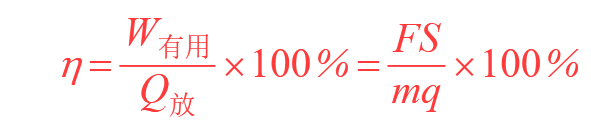 η = W有用/Q放 ×100% = FS/mq ×100%